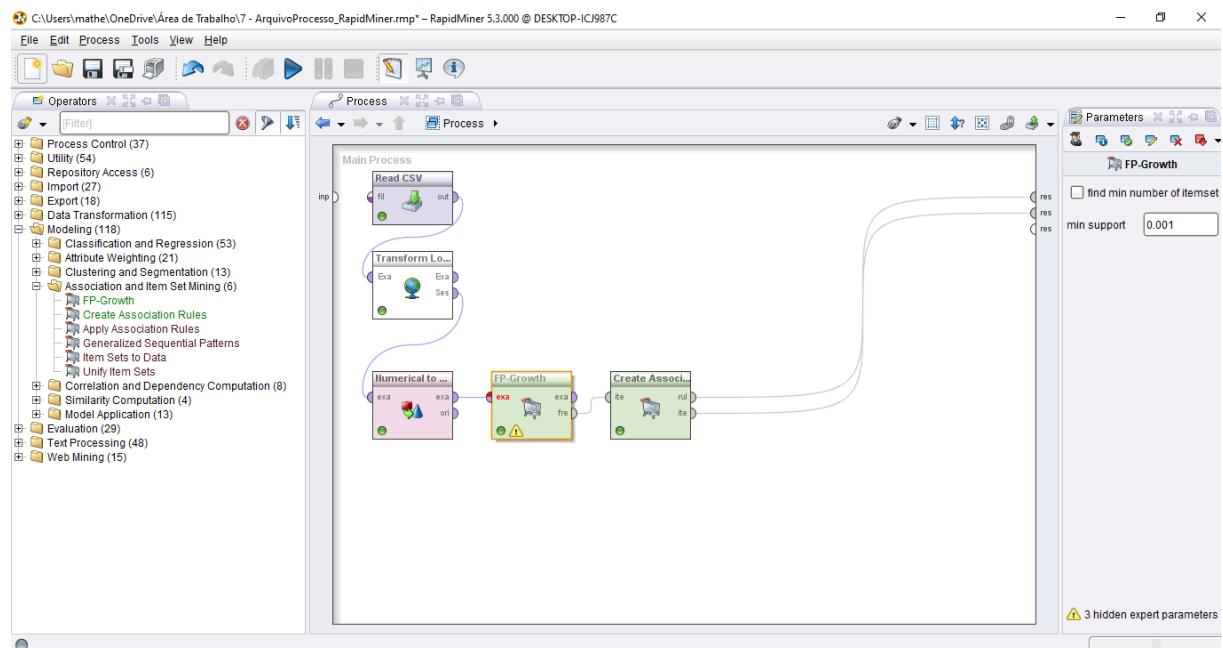 C:\Users\mathe\OneDrive\Área de Trabalho\7 - ArquivoProcesso_RapidMiner.rmp* – RapidMiner 5.3.000 @ DESKTOP-ICJ987C
File Edit Process Tools View Help
Operators
[Filter]
Process Control (37)
Utility (54)
Repository Access (6)
Import (27)
Export (18)
Data Transformation (115)
Modeling (118)
Classification and Regression (53)
Attribute Weighting (21)
Clustering and Segmentation (13)
Association and Item Set Mining (6)
FP-Growth
Create Association Rules
Apply Association Rules
Generalized Sequential Patterns
Item Sets to Data
Unify Item Sets
Correlation and Dependency Computation (8)
Similarity Computation (4)
Model Application (13)
Evaluation (29)
Text Processing (48)
Web Mining (15)
Process
Process
Main Process
inp
Read CSV
fil out
Transform Lo...
Exa Exa
Ses
Numerical to ...
exa exa
ori
FP-Growth
exa exa
fre
Create Associ...
ite rul
ite
res
res
res
Parameters
FP-Growth
find min number of itemset
min support 0.001
3 hidden expert parameters